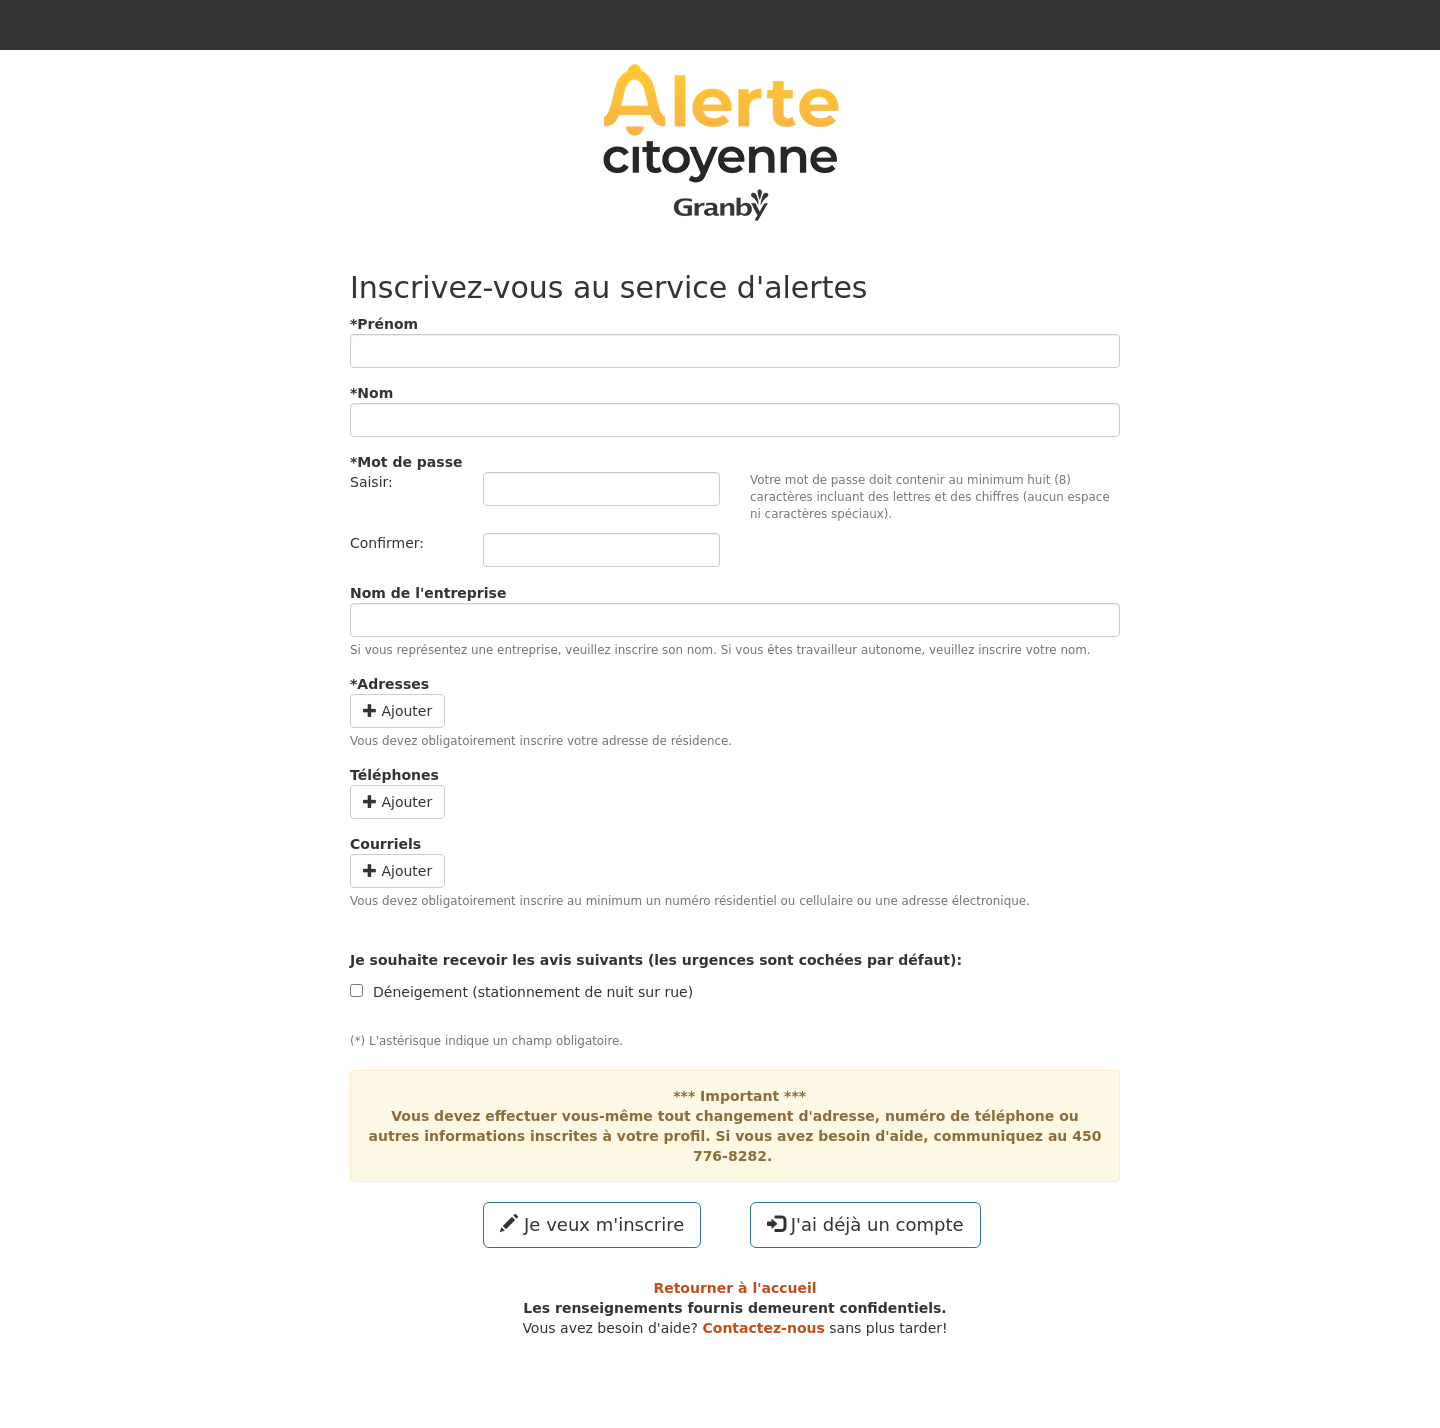 Alerte
citoyenne
Granby
Inscrivez-vous au service d'alertes
*Prénom
*Nom
*Mot de passe
Saisir:
Votre mot de passe doit contenir au minimum huit (8)
caractères incluant des lettres et des chiffres (aucun espace
ni caractères spéciaux).
Confirmer:
Nom de l'entreprise
Si vous représentez une entreprise, veuillez inscrire son nom. Si vous êtes travailleur autonome, veuillez inscrire votre nom.
*Adresses
Ajouter
Vous devez obligatoirement inscrire votre adresse de résidence.
Téléphones
Ajouter
Courriels
Ajouter
Vous devez obligatoirement inscrire au minimum un numéro résidentiel ou cellulaire ou une adresse électronique.
Je souhaite recevoir les avis suivants (les urgences sont cochées par défaut):
Déneigement (stationnement de nuit sur rue)
(*) L'astérisque indique un champ obligatoire.
*** Important ***
Vous devez effectuer vous-même tout changement d'adresse, numéro de téléphone ou
autres informations inscrites à votre profil. Si vous avez besoin d'aide, communiquez au 450
776-8282.
Je veux m'inscrire
J'ai déjà un compte
Retourner à l'accueil
Les renseignements fournis demeurent confidentiels.
Vous avez besoin d'aide? Contactez-nous sans plus tarder!